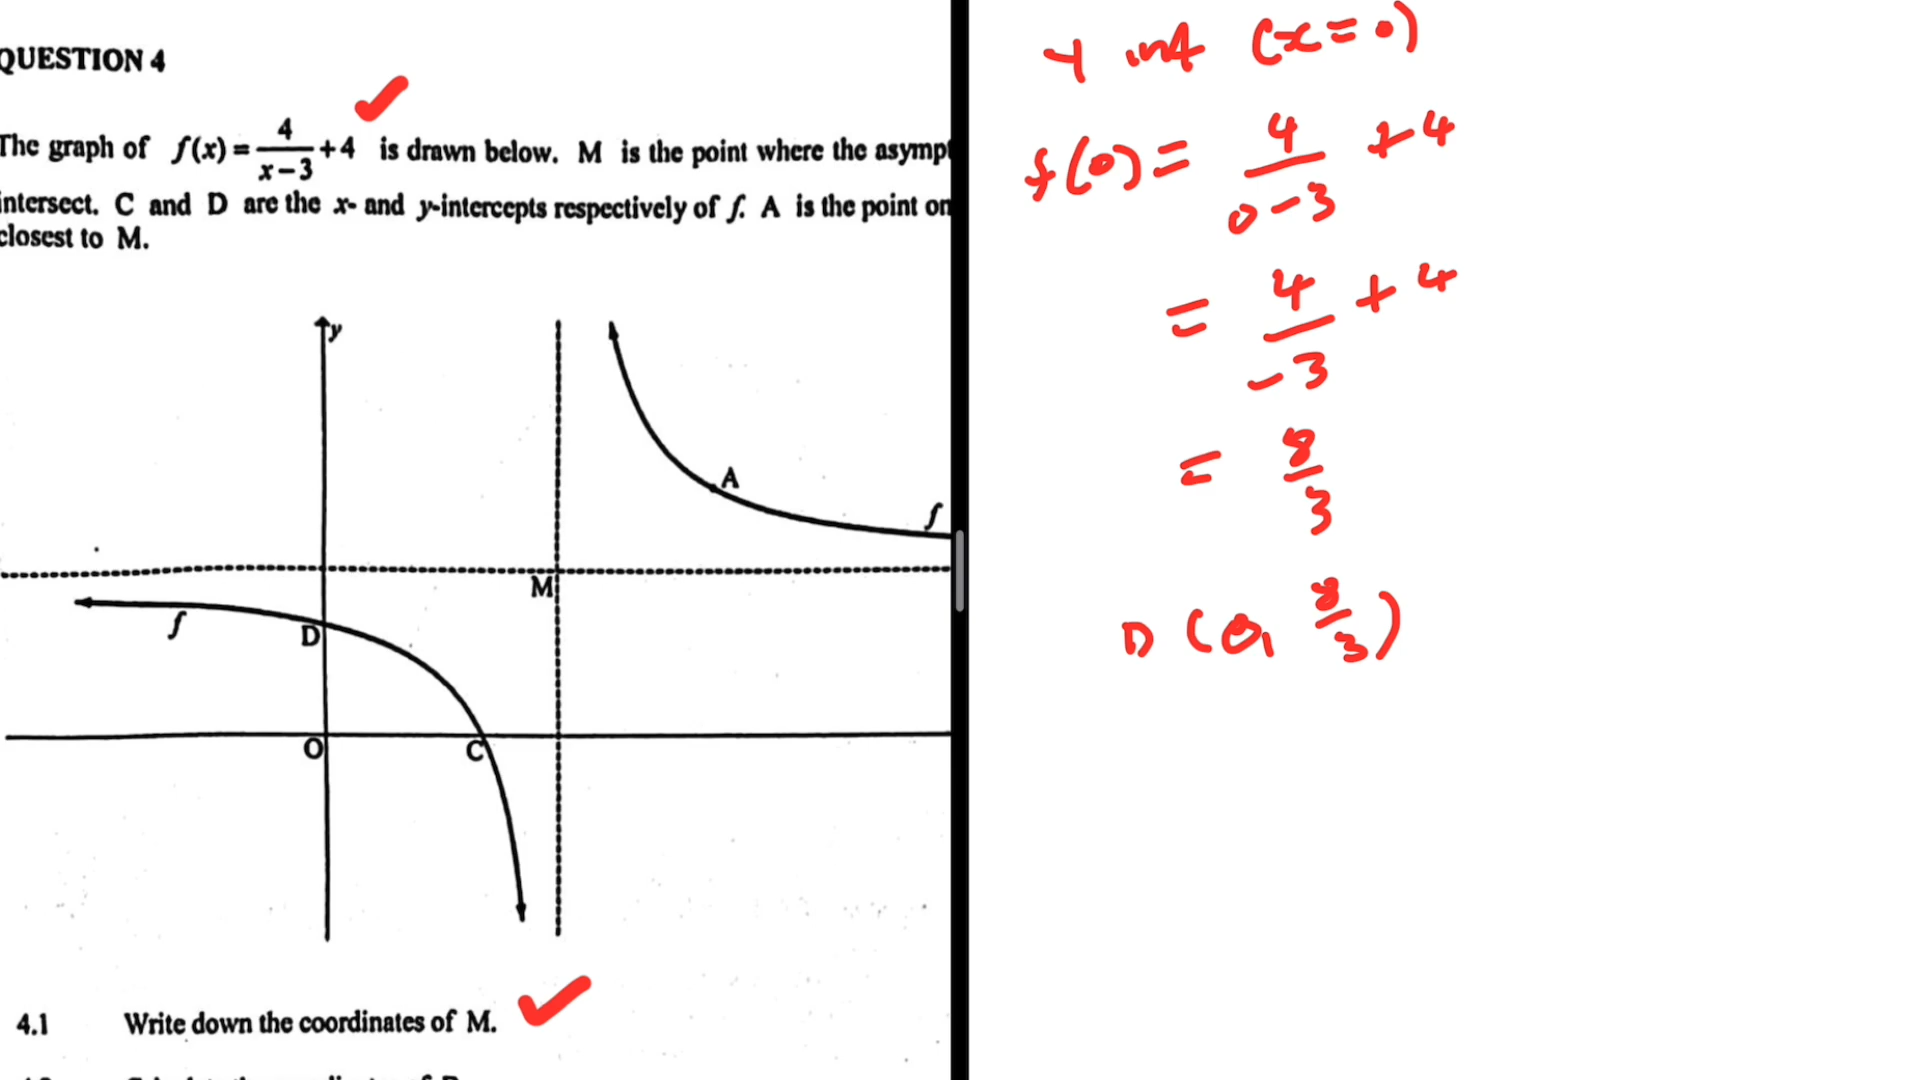 QUESTION 4
The graph of f(x) = 4/(x-3) + 4 is drawn below. M is the point where the asympt
intersect. C and D are the x- and y-intercepts respectively of f. A is the point on
closest to M.
y
A
f
M
f
D
O
C
4.1 Write down the coordinates of M.
y int (x = 0)
f(0) = 4/(0-3) + 4
= 4/-3 + 4
= 8/3
D (0, 8/3)